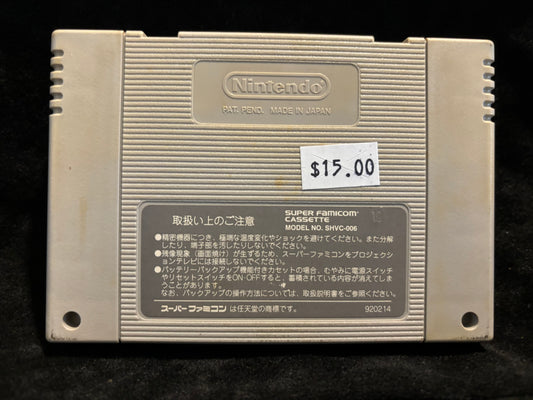 Nintendo®
PAT. PEND. MADE IN JAPAN
$15.00
取扱い上のご注意
SUPER FAMICOM™
CASSETTE
MODEL NO. SHVC-006
●精密機器につき、極端な温度変化やショックを避けてください。また分解
したり、端子部を汚したりしないでください。
●残像現象（画面焼け）が生ずるため、スーパーファミコンをプロジェクショ
ンテレビには接続しないでください。
●バッテリーバックアップ機能付きカセットの場合、むやみに電源スイッチ
やリセットスイッチをON・OFFすると、蓄積されている内容が消えてしま
うことがあります。
なお、バックアップの操作方法については、取扱説明書をご参照ください。
スーパーファミコン は任天堂の商標です。
920214